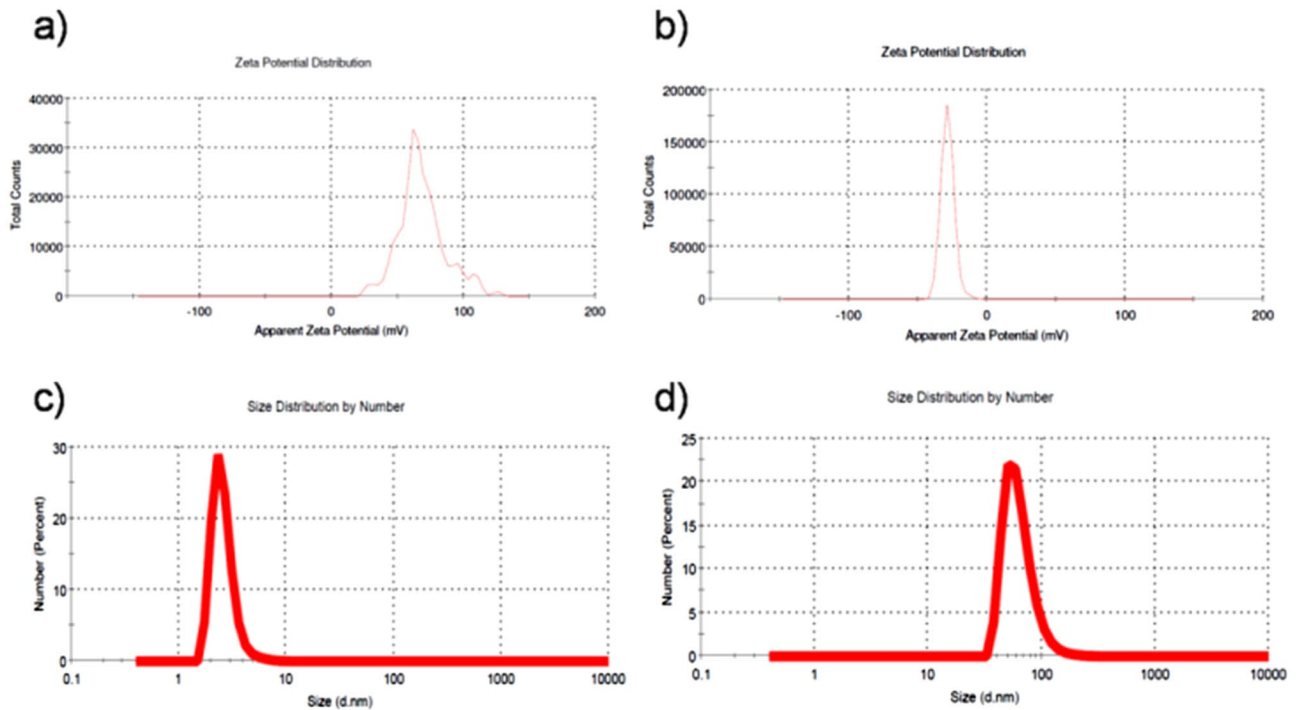 a)
Zeta Potential Distribution
40000
30000
20000
10000
0
Total Counts
-100 0 100 200
Apparent Zeta Potential (mV)
b)
Zeta Potential Distribution
200000
150000
100000
50000
0
Total Counts
-100 0 100 200
Apparent Zeta Potential (mV)
c)
Size Distribution by Number
30
20
10
0
Number (Percent)
0.1 1 10 100 1000 10000
Size (d.nm)
d)
Size Distribution by Number
25
20
15
10
5
0
Number (Percent)
0.1 1 10 100 1000 10000
Size (d.nm)